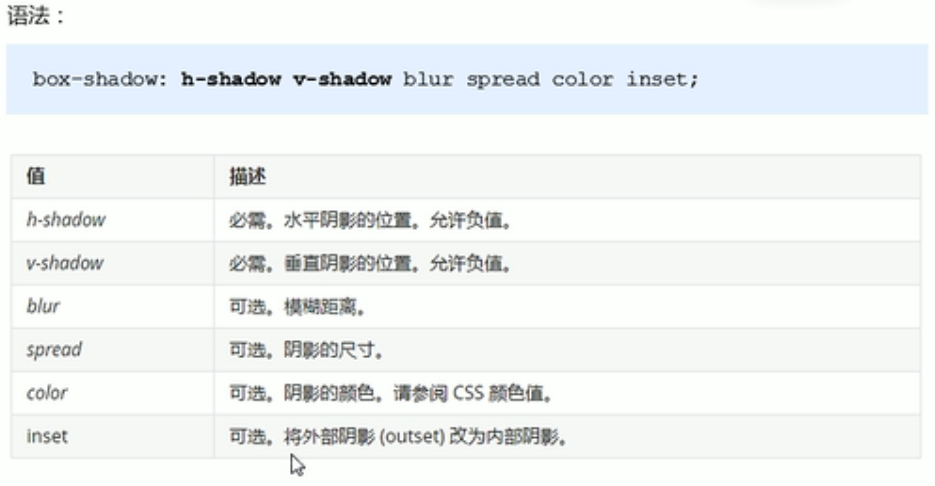 语法：
box-shadow: h-shadow v-shadow blur spread color inset;
值 描述
h-shadow 必需。水平阴影的位置。允许负值。
v-shadow 必需。垂直阴影的位置。允许负值。
blur 可选。模糊距离。
spread 可选。阴影的尺寸。
color 可选。阴影的颜色。请参阅 CSS 颜色值。
inset 可选。将外部阴影 (outset) 改为内部阴影。